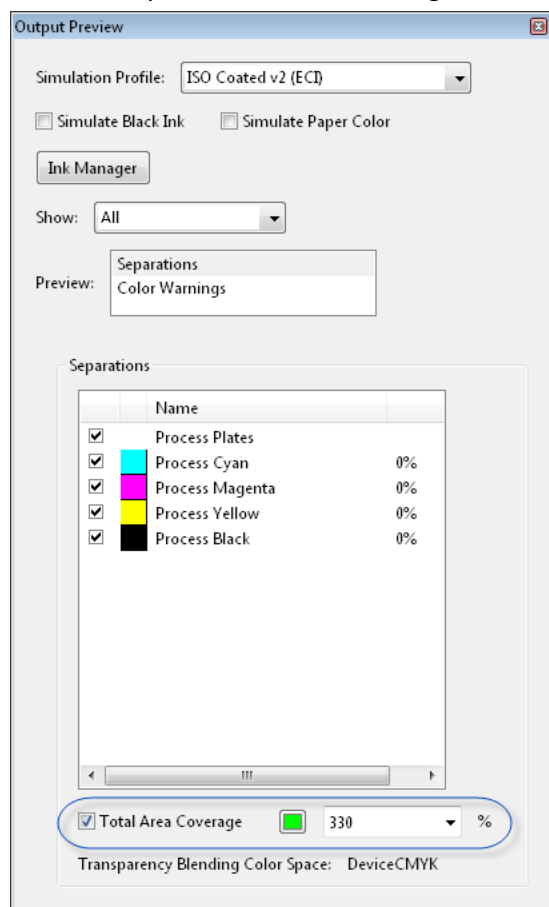 Output Preview
Simulation Profile: ISO Coated v2 (ECI)
Simulate Black Ink Simulate Paper Color
Ink Manager
Show: All
Preview: Separations
Color Warnings
Separations
Name
Process Plates
Process Cyan 0%
Process Magenta 0%
Process Yellow 0%
Process Black 0%
Total Area Coverage 330 %
Transparency Blending Color Space: DeviceCMYK